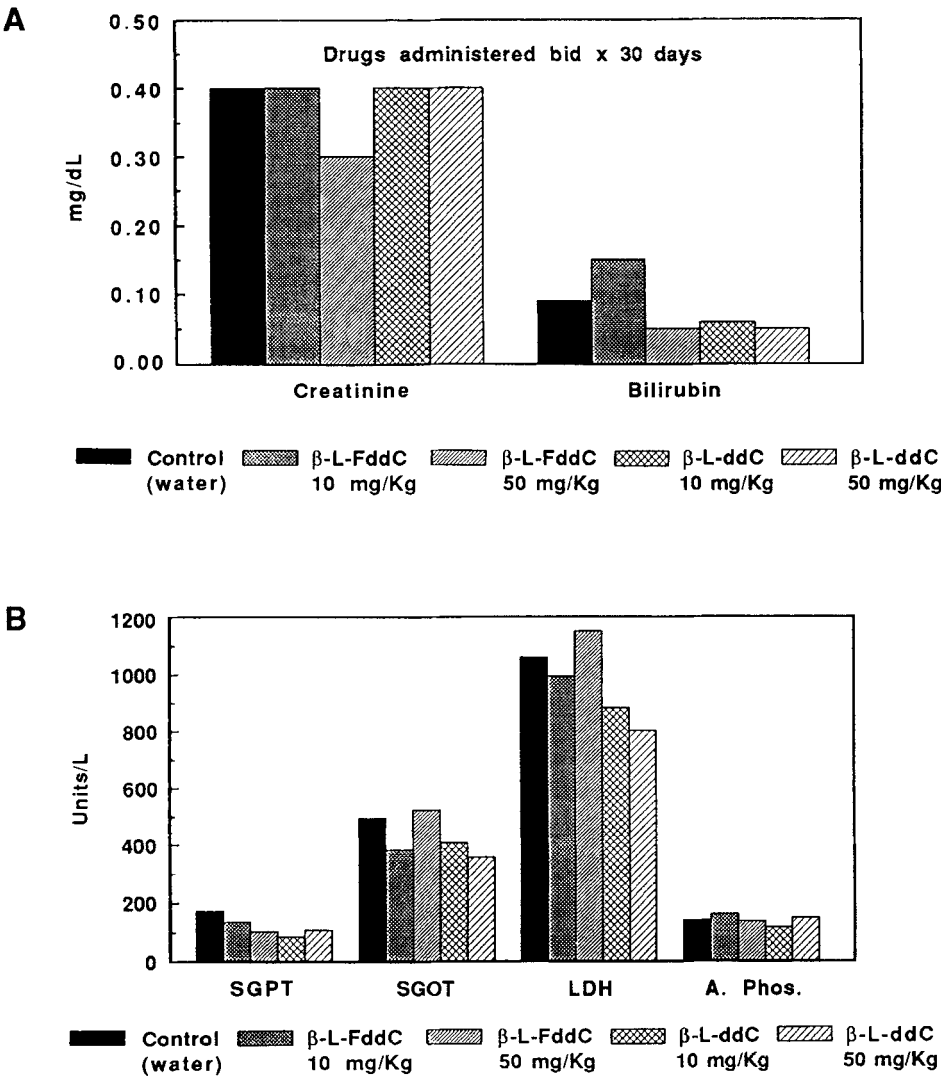 A
0.50
Drugs administered bid x 30 days
0.40
0.30
mg/dL
0.20
0.10
0.00
Creatinine Bilirubin
Control β-L-FddC β-L-FddC β-L-ddC β-L-ddC
(water) 10 mg/Kg 50 mg/Kg 10 mg/Kg 50 mg/Kg
B
1200
1000
800
Units/L
600
400
200
0
SGPT SGOT LDH A. Phos.
Control β-L-FddC β-L-FddC β-L-ddC β-L-ddC
(water) 10 mg/Kg 50 mg/Kg 10 mg/Kg 50 mg/Kg